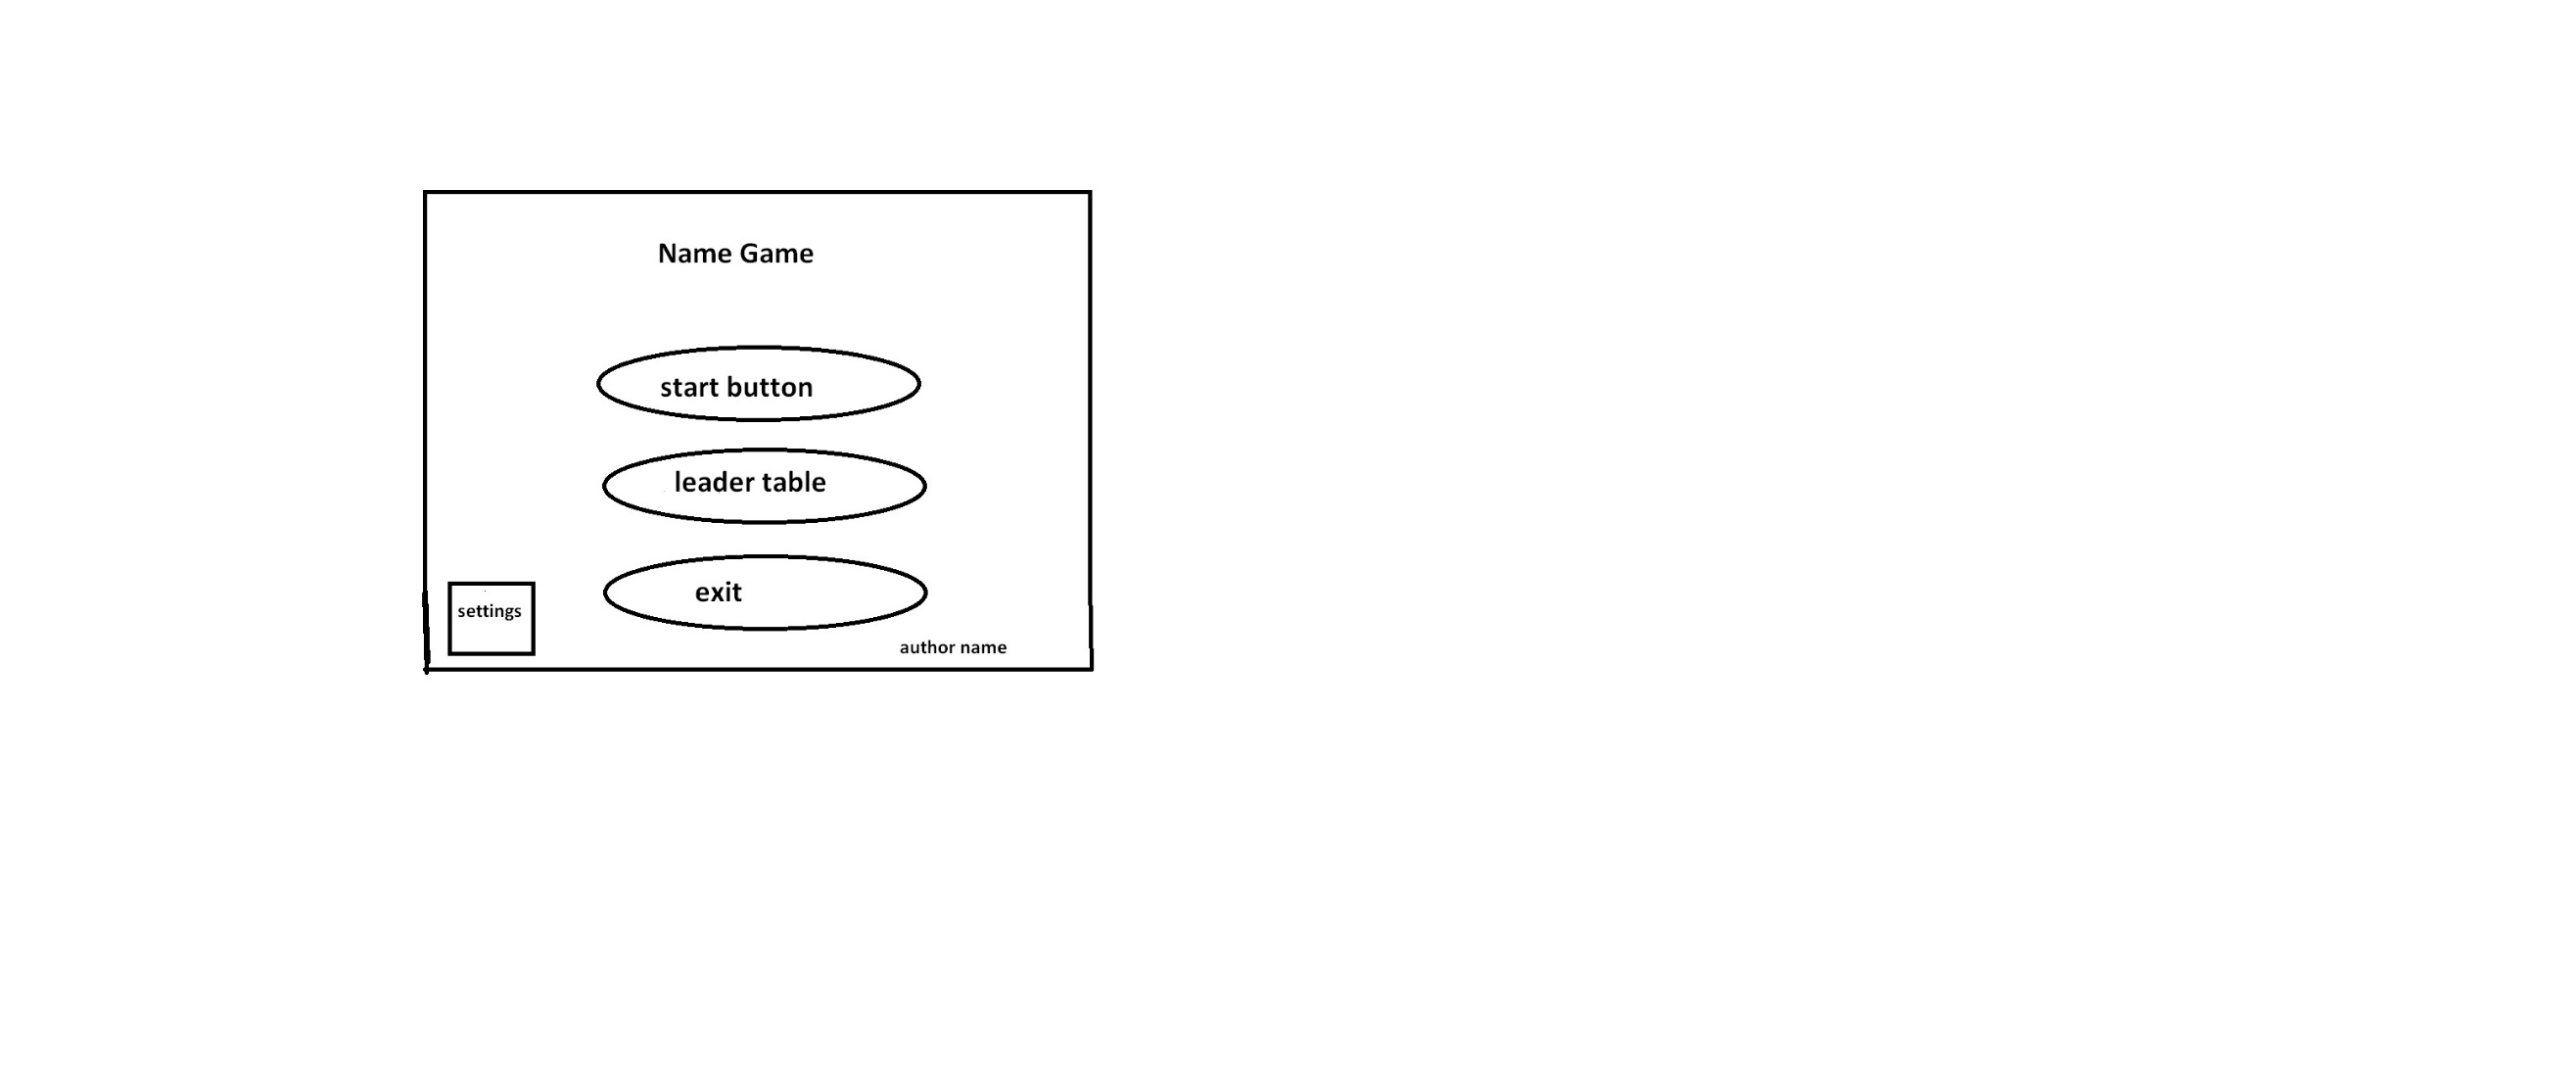 Name Game
start button
leader table
exit
settings
author name